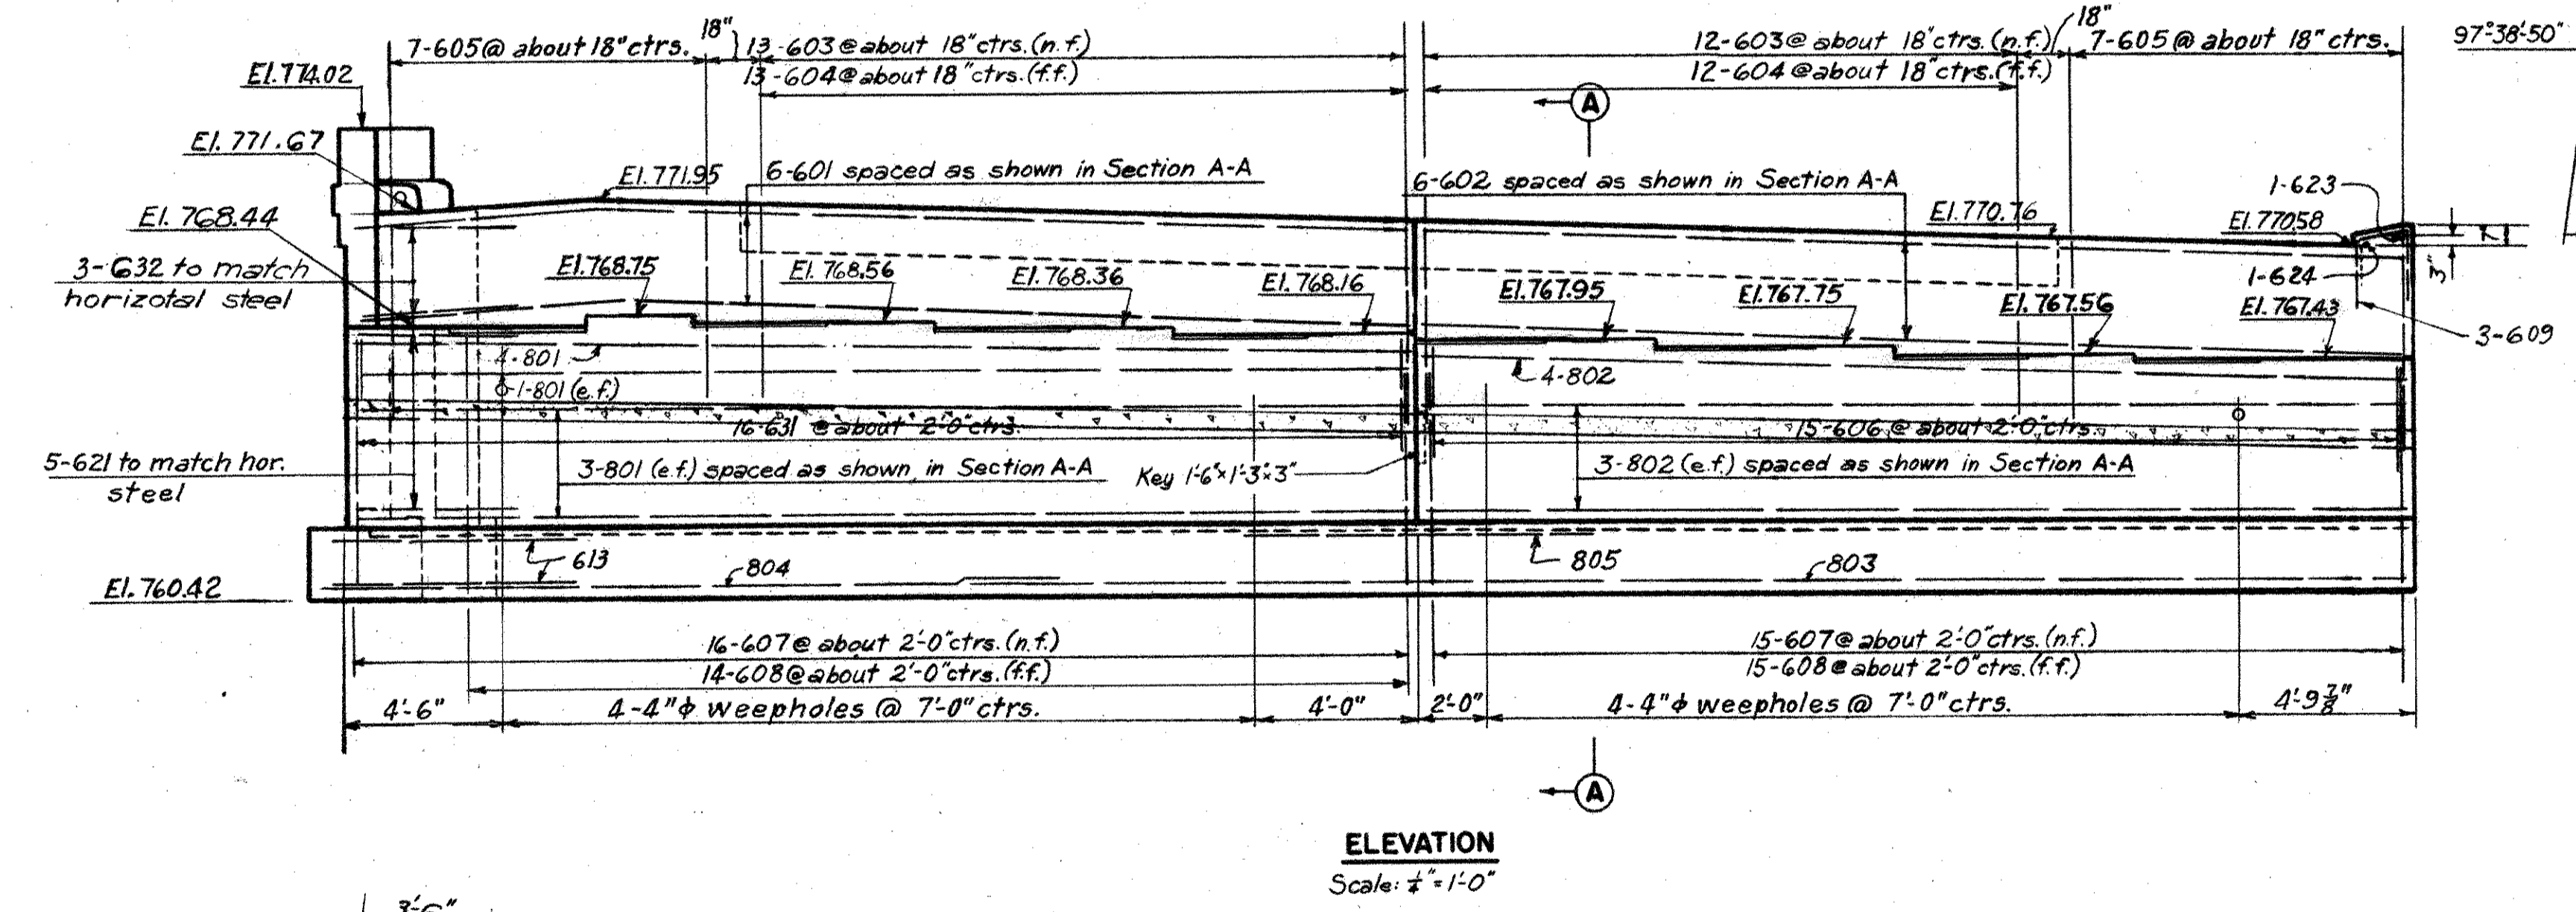 18"
7-605@ about 18" ctrs.
18"
13-603@about 18"ctrs.(n.f.)
13-604@about 18"ctrs.(f.f.)
12-603@ about 18"ctrs.(n.f.)
12-604@about 18"ctrs.(f.f.)
7-605@ about 18" ctrs.
97°-38'-50"
El.774.02
A
El.771.67
El.771.95
6-601 spaced as shown in Section A-A
6-602 spaced as shown in Section A-A
1-623
El.768.44
El.770.76
El.770.58
7"
3"
3-632 to match
horizotal steel
El.768.75
El.768.56
El.768.36
El.768.16
El.767.95
El.767.75
El.767.56
El.767.43
1-624
3-609
4-801
1-801(e.f.)
4-802
16-631 @ about 2'-0"ctrs.
15-606@ about 2'-0"ctrs.
5-621 to match hor.
steel
3-801(e.f.) spaced as shown in Section A-A
Key 1'-6"x1'-3"x3"
3-802(e.f.) spaced as shown in Section A-A
613
804
805
803
El.760.42
16-607@ about 2'-0"ctrs.(n.f.)
14-608@about 2'-0"ctrs.(f.f.)
15-607@ about 2'-0"ctrs.(n.f.)
15-608@about 2'-0"ctrs.(f.f.)
4'-6"
4-4"ϕ weepholes @ 7'-0"ctrs.
4'-0"
2'-0"
4-4"ϕ weepholes @ 7'-0"ctrs.
4'-9⅞"
A
ELEVATION
Scale: ¼"=1'-0"
3'-6"